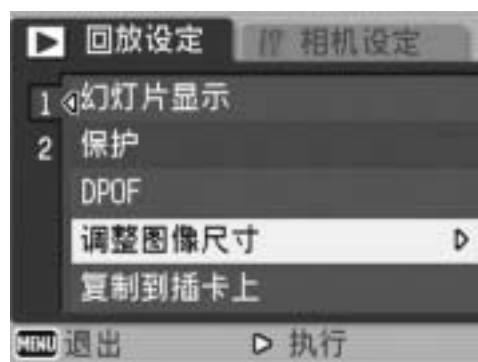 回放设定 相机设定
1 幻灯片显示
2 保护
DPOF
调整图像尺寸
复制到插卡上
MENU 退出 执行